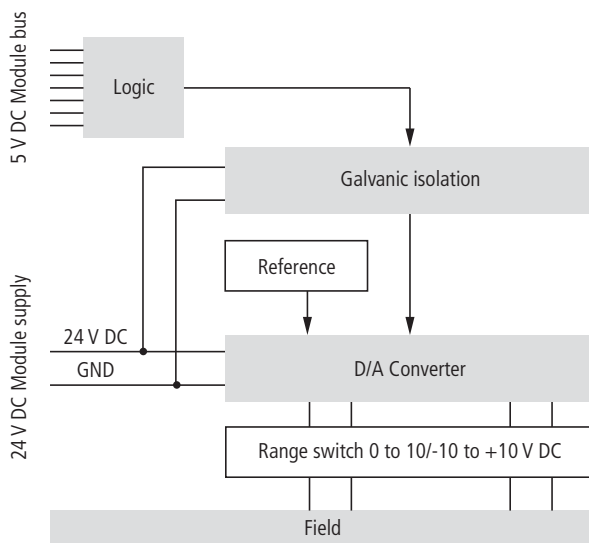 5 V DC Module bus
Logic
Galvanic isolation
Reference
24 V DC Module supply
24 V DC
GND
D/A Converter
Range switch 0 to 10/-10 to +10 V DC
Field